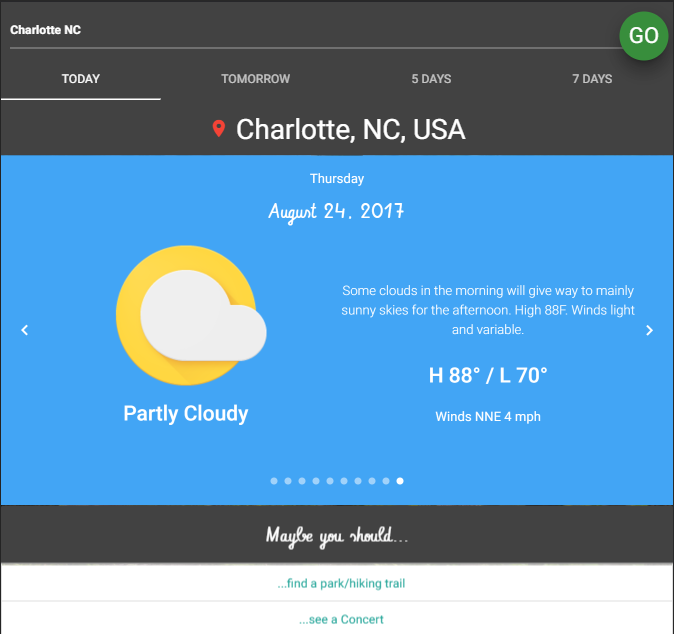 Charlotte NC
GO
TODAY TOMORROW 5 DAYS 7 DAYS
Charlotte, NC, USA
Thursday
August 24, 2017
Some clouds in the morning will give way to mainly
sunny skies for the afternoon. High 88F. Winds light
and variable.
H 88° / L 70°
Partly Cloudy
Winds NNE 4 mph
Maybe you should...
...find a park/hiking trail
...see a Concert